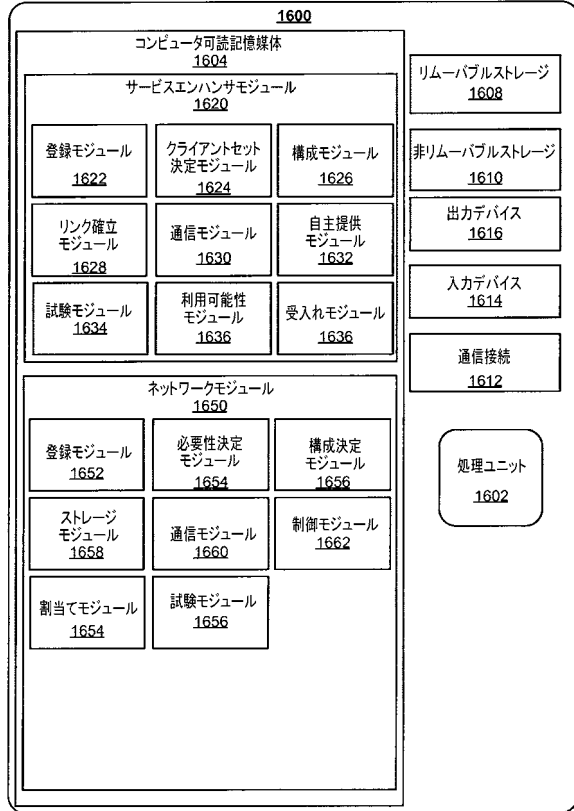 1600
コンピュータ可読記憶媒体
1604
サービスエンハンサモジュール
1620
登録モジュール
1622
クライアントセット
決定モジュール
1624
構成モジュール
1626
リンク確立
モジュール
1628
通信モジュール
1630
自主提供
モジュール
1632
試験モジュール
1634
利用可能性
モジュール
1636
受入れモジュール
1636
ネットワークモジュール
1650
登録モジュール
1652
必要性決定
モジュール
1654
構成決定
モジュール
1656
ストレージ
モジュール
1658
通信モジュール
1660
制御モジュール
1662
割当てモジュール
1654
試験モジュール
1656
リムーバブルストレージ
1608
非リムーバブルストレージ
1610
出力デバイス
1616
入力デバイス
1614
通信接続
1612
処理ユニット
1602